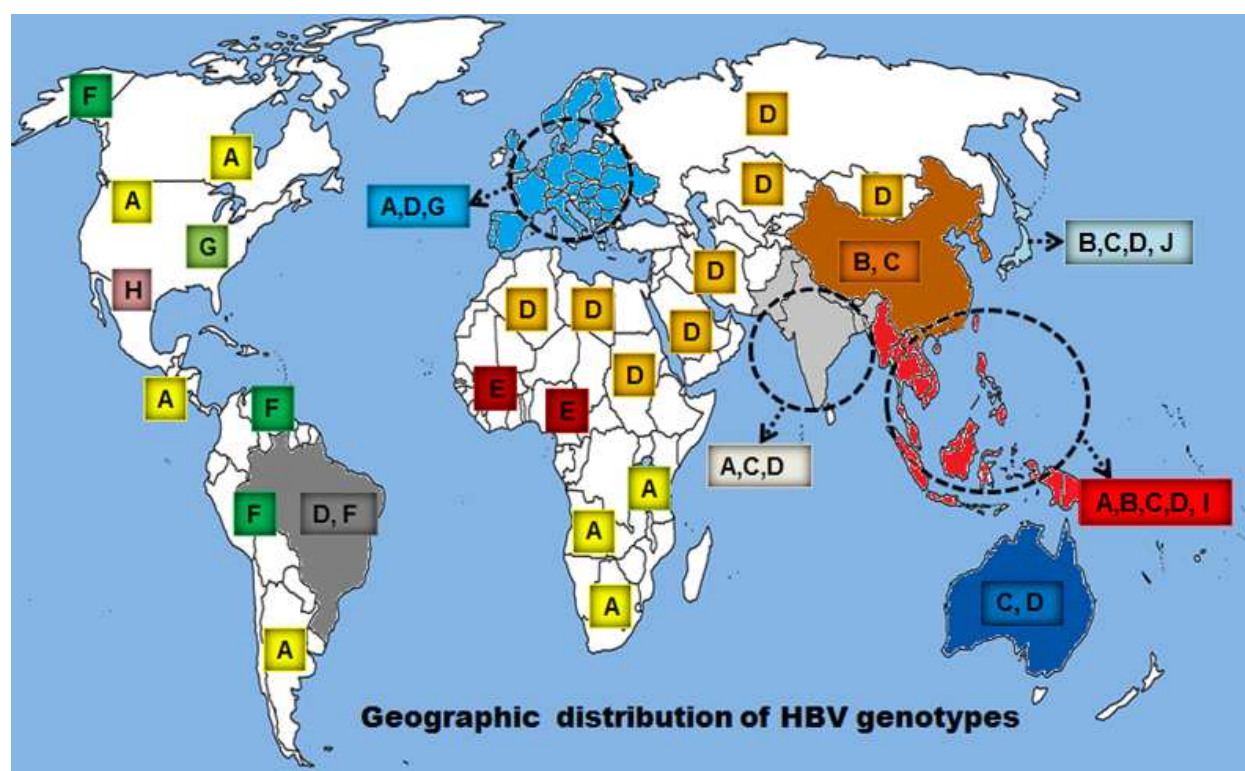 F
A
D
D
D
A
A,D,G
G
B,C,D, J
B, C
H
D
D
D
D
D
E
E
A
F
A,C,D
A
A,B,C,D, I
F
D, F
A
C, D
A
A
Geographic distribution of HBV genotypes